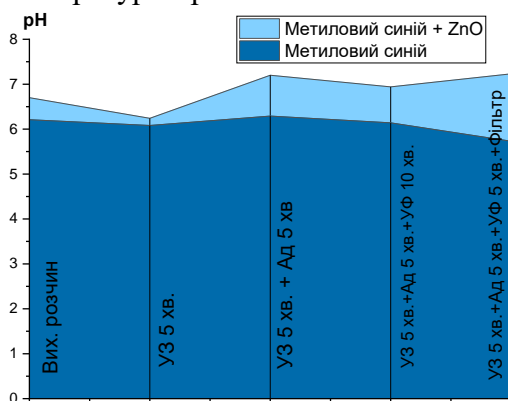 pH
Метиловий синій + ZnO
Метиловий синій
8
7
6
5
4
3
2
1
0
Вих. розчин
УЗ 5 хв.
УЗ 5 хв. + Ад 5 хв
УЗ 5 хв.+Ад 5 хв.+УФ 10 хв.
УЗ 5 хв.+Ад 5 хв.+УФ 5 хв.+Фільтр